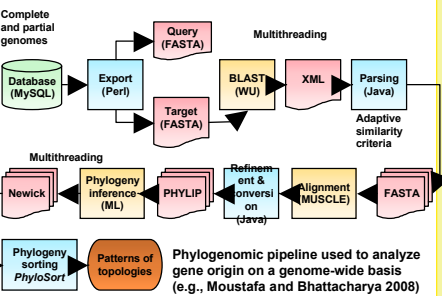 Complete
and partial
genomes
Query
(FASTA)
Multithreading
Database
(MySQL)
Export
(Perl)
BLAST
(WU)
XML
Parsing
(Java)
Target
(FASTA)
Adaptive
similarity
criteria
Multithreading
Newick
Phylogeny
inference
(ML)
PHYLIP
Refinem
ent &
conversi
on
(Java)
Alignment
(MUSCLE)
FASTA
Phylogeny
sorting
PhyloSort
Patterns of
topologies
Phylogenomic pipeline used to analyze
gene origin on a genome-wide basis
(e.g., Moustafa and Bhattacharya 2008)